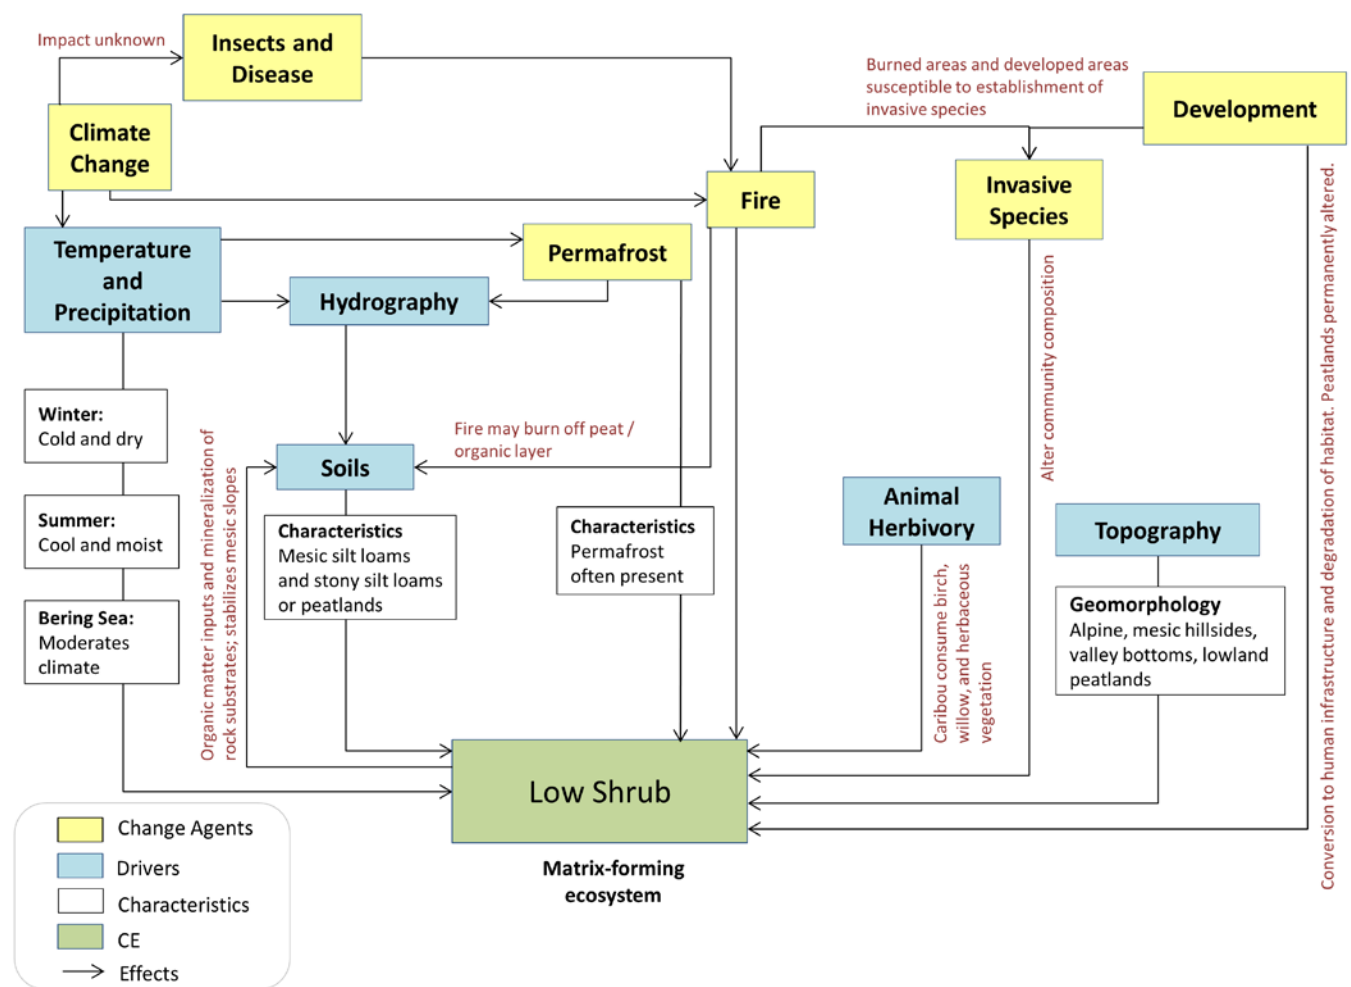 Impact unknown
Insects and
Disease
Burned areas and developed areas
susceptible to establishment of
invasive species
Development
Climate
Change
Fire
Invasive
Species
Temperature
and
Precipitation
Permafrost
Hydrography
Winter:
Cold and dry
Summer:
Cool and moist
Bering Sea:
Moderates
climate
Organic matter inputs and mineralization of
rock substrates; stabilizes mesic slopes
Fire may burn off peat /
organic layer
Soils
Characteristics
Mesic silt loams
and stony silt loams
or peatlands
Characteristics
Permafrost
often present
Animal
Herbivory
Caribou consume birch,
willow, and herbaceous
vegetation
Alter community composition
Topography
Geomorphology
Alpine, mesic hillsides,
valley bottoms, lowland
peatlands
Conversion to human infrastructure and degradation of habitat. Peatlands permanently altered.
Low Shrub
Matrix-forming
ecosystem
Change Agents
Drivers
Characteristics
CE
Effects